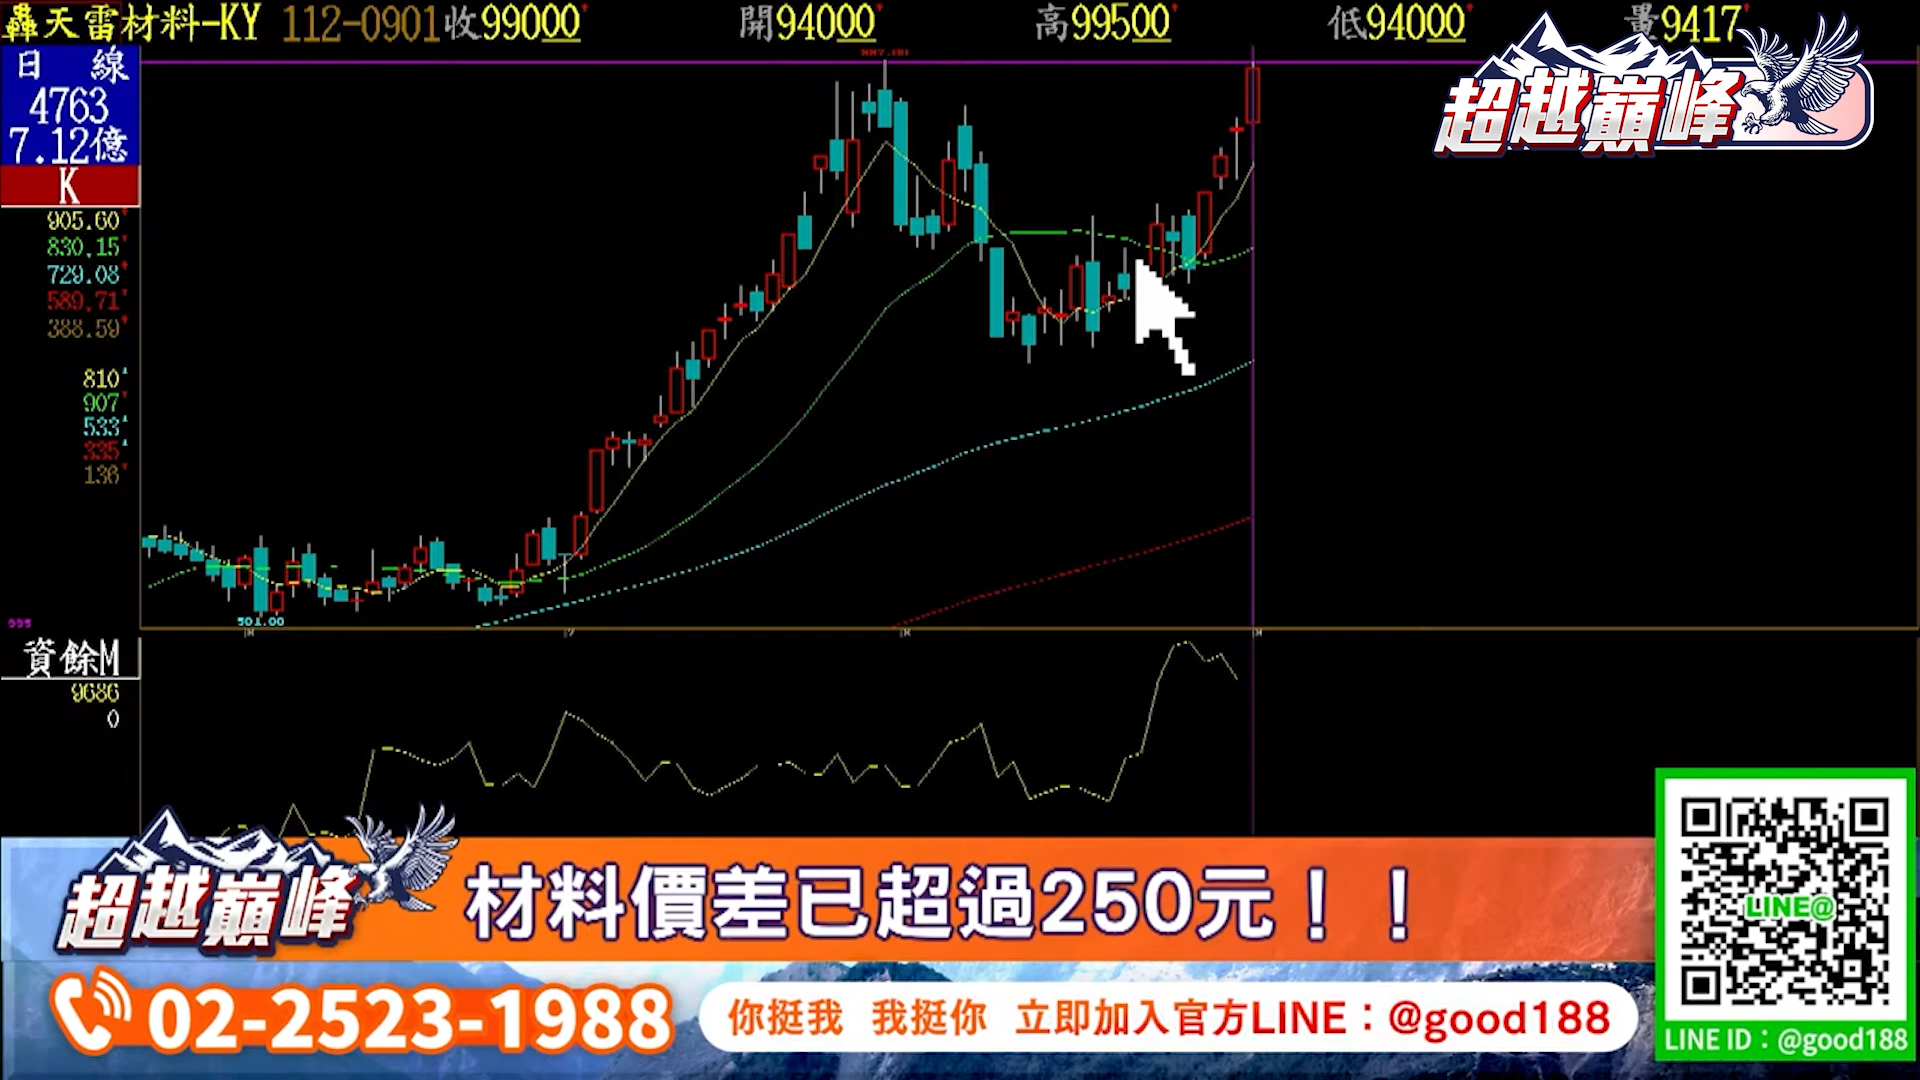 轟天雷材料-KY 112-0901 收99000 開94000 高99500 低94000 量9417
日 線
4763
7.12億
K
905.60
830.15
729.08
589.71
388.59
810
907
533
335
136
995
501.00
超越巔峰
資餘M
9686
0
超越巔峰
材料價差已超過250元！！
LINE@
02-2523-1988
你挺我 我挺你 立即加入官方LINE：@good188
LINE ID：@good188